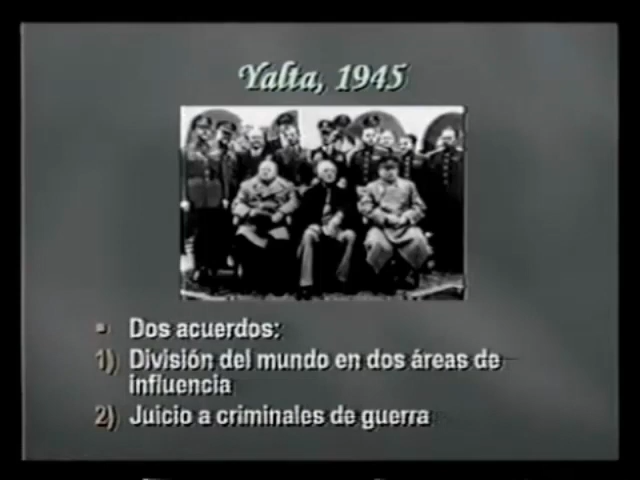 Yalta, 1945
▪ Dos acuerdos:
1) División del mundo en dos áreas de
influencia
2) Juicio a criminales de guerra